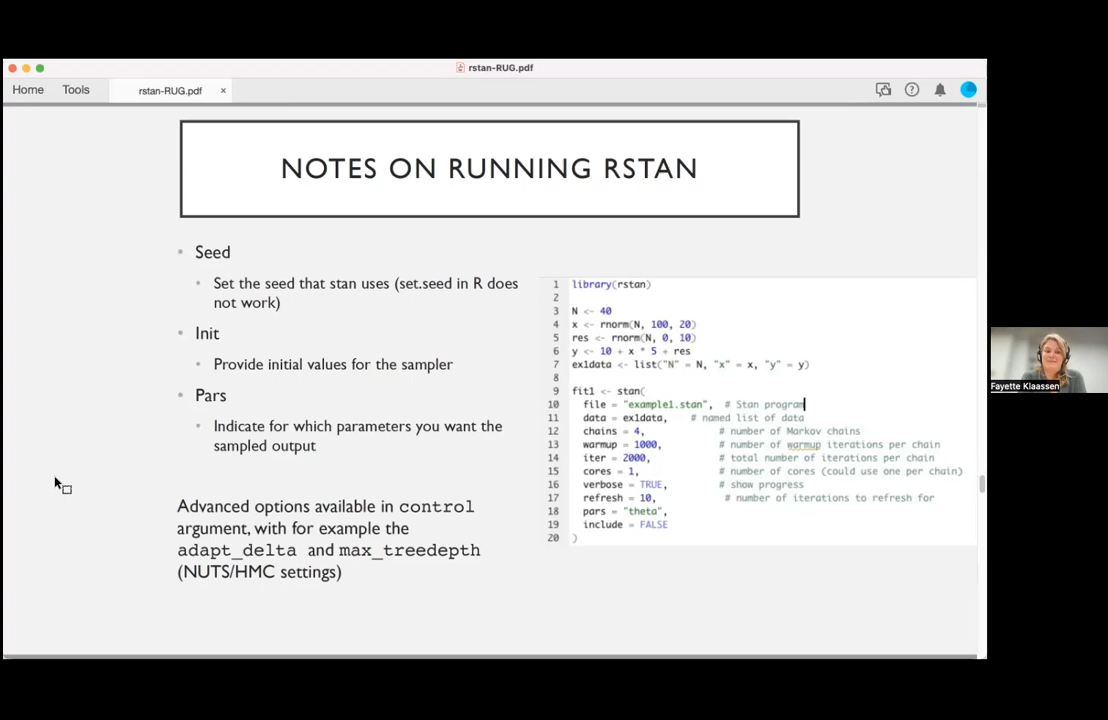 rstan-RUG.pdf
Home Tools rstan-RUG.pdf ×
NOTES ON RUNNING RSTAN
• Seed
• Set the seed that stan uses (set.seed in R does
not work)
• Init
• Provide initial values for the sampler
• Pars
• Indicate for which parameters you want the
sampled output
Advanced options available in control
argument, with for example the
adapt_delta and max_treedepth
(NUTS/HMC settings)
1 library(rstan)
2
3 N <- 40
4 x <- rnorm(N, 100, 20)
5 res <- rnorm(N, 0, 10)
6 y <- 10 + x * 5 + res
7 ex1data <- list("N" = N, "x" = x, "y" = y)
8
9 fit1 <- stan(
10 file = "example1.stan", # Stan program
11 data = ex1data, # named list of data
12 chains = 4, # number of Markov chains
13 warmup = 1000, # number of warmup iterations per chain
14 iter = 2000, # total number of iterations per chain
15 cores = 1, # number of cores (could use one per chain)
16 verbose = TRUE, # show progress
17 refresh = 10, # number of iterations to refresh for
18 pars = "theta",
19 include = FALSE
20 )
Fayette Klaassen